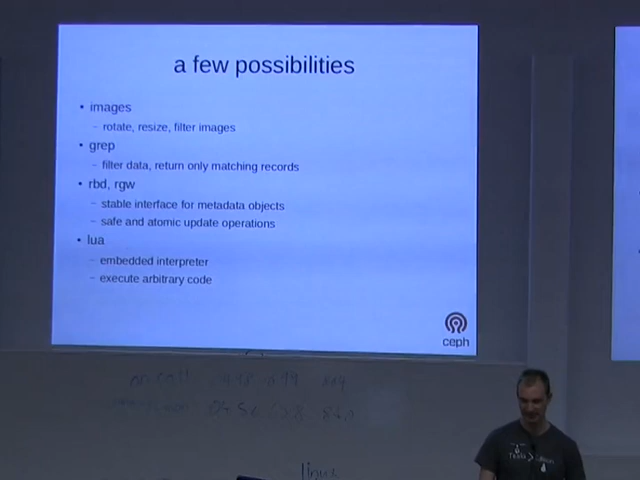 a few possibilities
• images
– rotate, resize, filter images
• grep
– filter data, return only matching records
• rbd, rgw
– stable interface for metadata objects
– safe and atomic update operations
• lua
– embedded interpreter
– execute arbitrary code
ceph